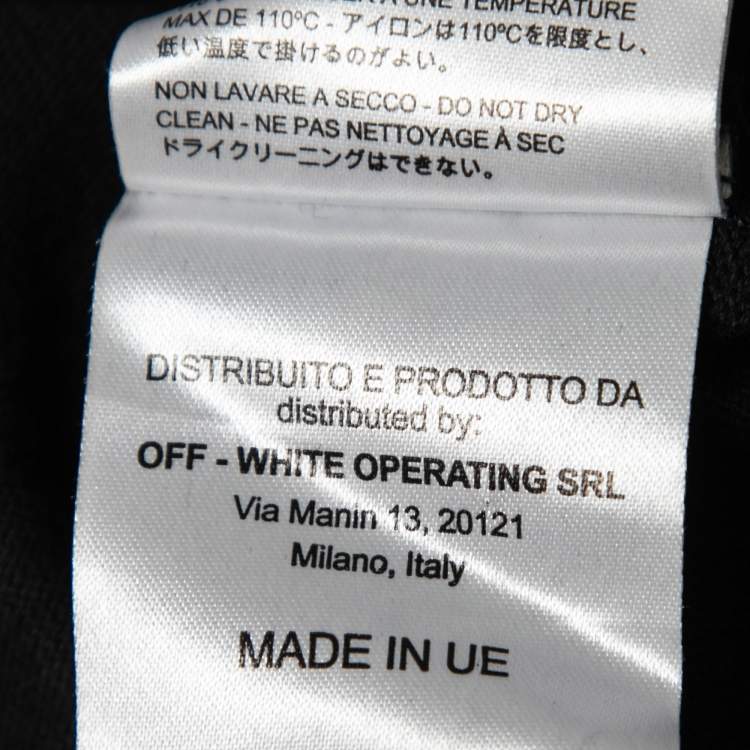 A UNE TEMPÉRATURE
MAX DE 110°C - アイロンは110°Cを限度とし、
低い温度で掛けるのがよい。
NON LAVARE A SECCO - DO NOT DRY
CLEAN - NE PAS NETTOYAGE À SEC
ドライクリーニングはできない。
DISTRIBUITO E PRODOTTO DA
distributed by:
OFF - WHITE OPERATING SRL
Via Manin 13, 20121
Milano, Italy
MADE IN UE